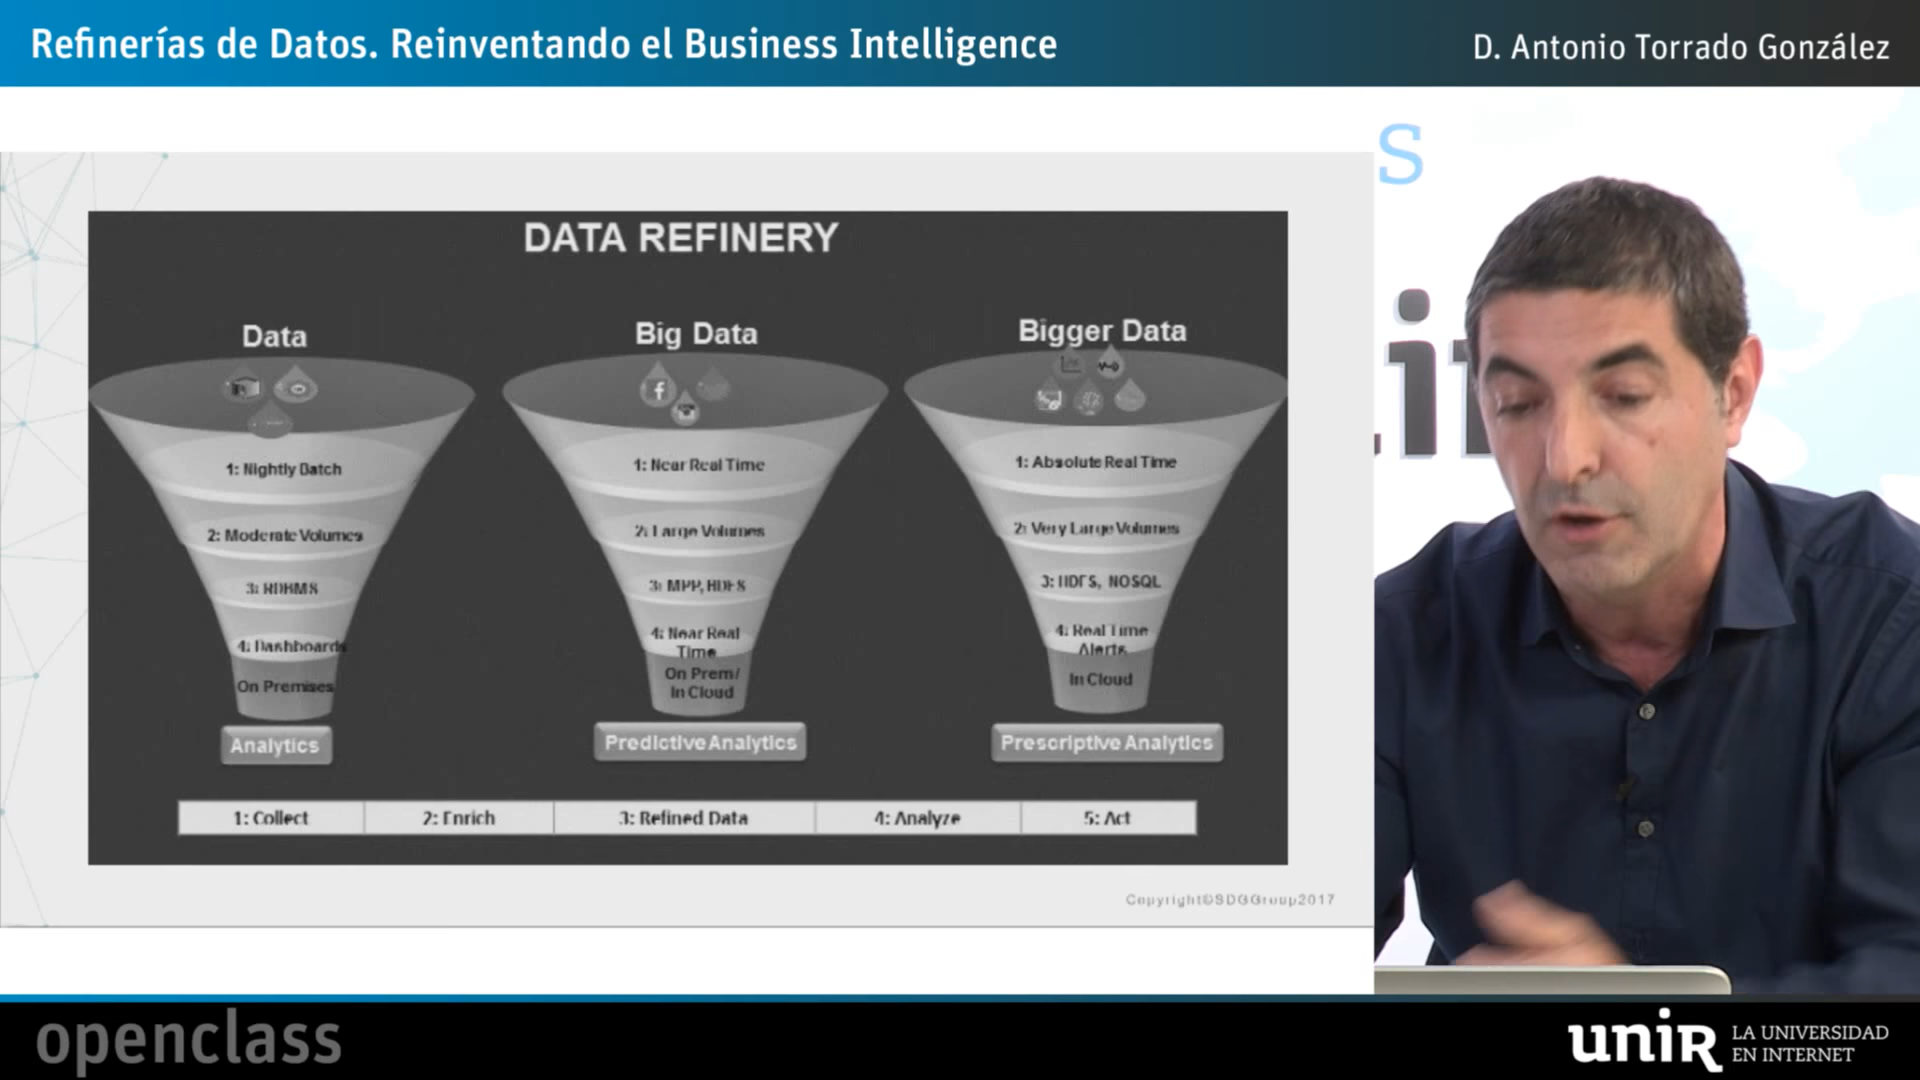 Refinerías de Datos. Reinventando el Business Intelligence
D. Antonio Torrado González
S
DATA REFINERY
Data
Big Data
Bigger Data
1: Nightly Batch
2: Moderate Volumes
3: RDBMS
4: Dashboards
On Premises
Analytics
1: Near Real Time
2: Large Volumes
3: MPP, HDFS
4: Near Real
Time
On Prem/
In Cloud
Predictive Analytics
1: Absolute Real Time
2: Very Large Volumes
3: HDFS, NOSQL
4: Real Time
Alerts
In Cloud
Prescriptive Analytics
1: Collect
2: Enrich
3: Refined Data
4: Analyze
5: Act
Copyright©SDGGroup2017
openclass
unir
LA UNIVERSIDAD
EN INTERNET